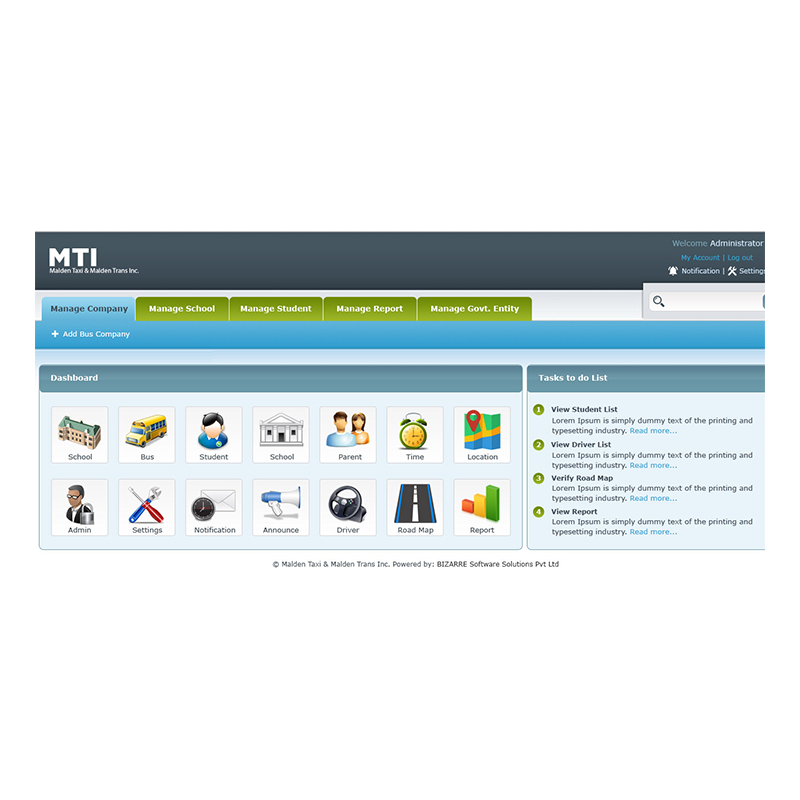 MTI
Malden Taxi & Malden Trans Inc.
Welcome Administrator
My Account | Log out
Notification | Settings
Manage Company
Manage School
Manage Student
Manage Report
Manage Govt. Entity
Add Bus Company
Dashboard
School
Bus
Student
School
Parent
Time
Location
Admin
Settings
Notification
Announce
Driver
Road Map
Report
Tasks to do List
1 View Student List
Lorem Ipsum is simply dummy text of the printing and
typesetting industry. Read more...
2 View Driver List
Lorem Ipsum is simply dummy text of the printing and
typesetting industry. Read more...
3 Verify Road Map
Lorem Ipsum is simply dummy text of the printing and
typesetting industry. Read more...
4 View Report
Lorem Ipsum is simply dummy text of the printing and
typesetting industry. Read more...
© Malden Taxi & Malden Trans Inc. Powered by: BIZARRE Software Solutions Pvt Ltd